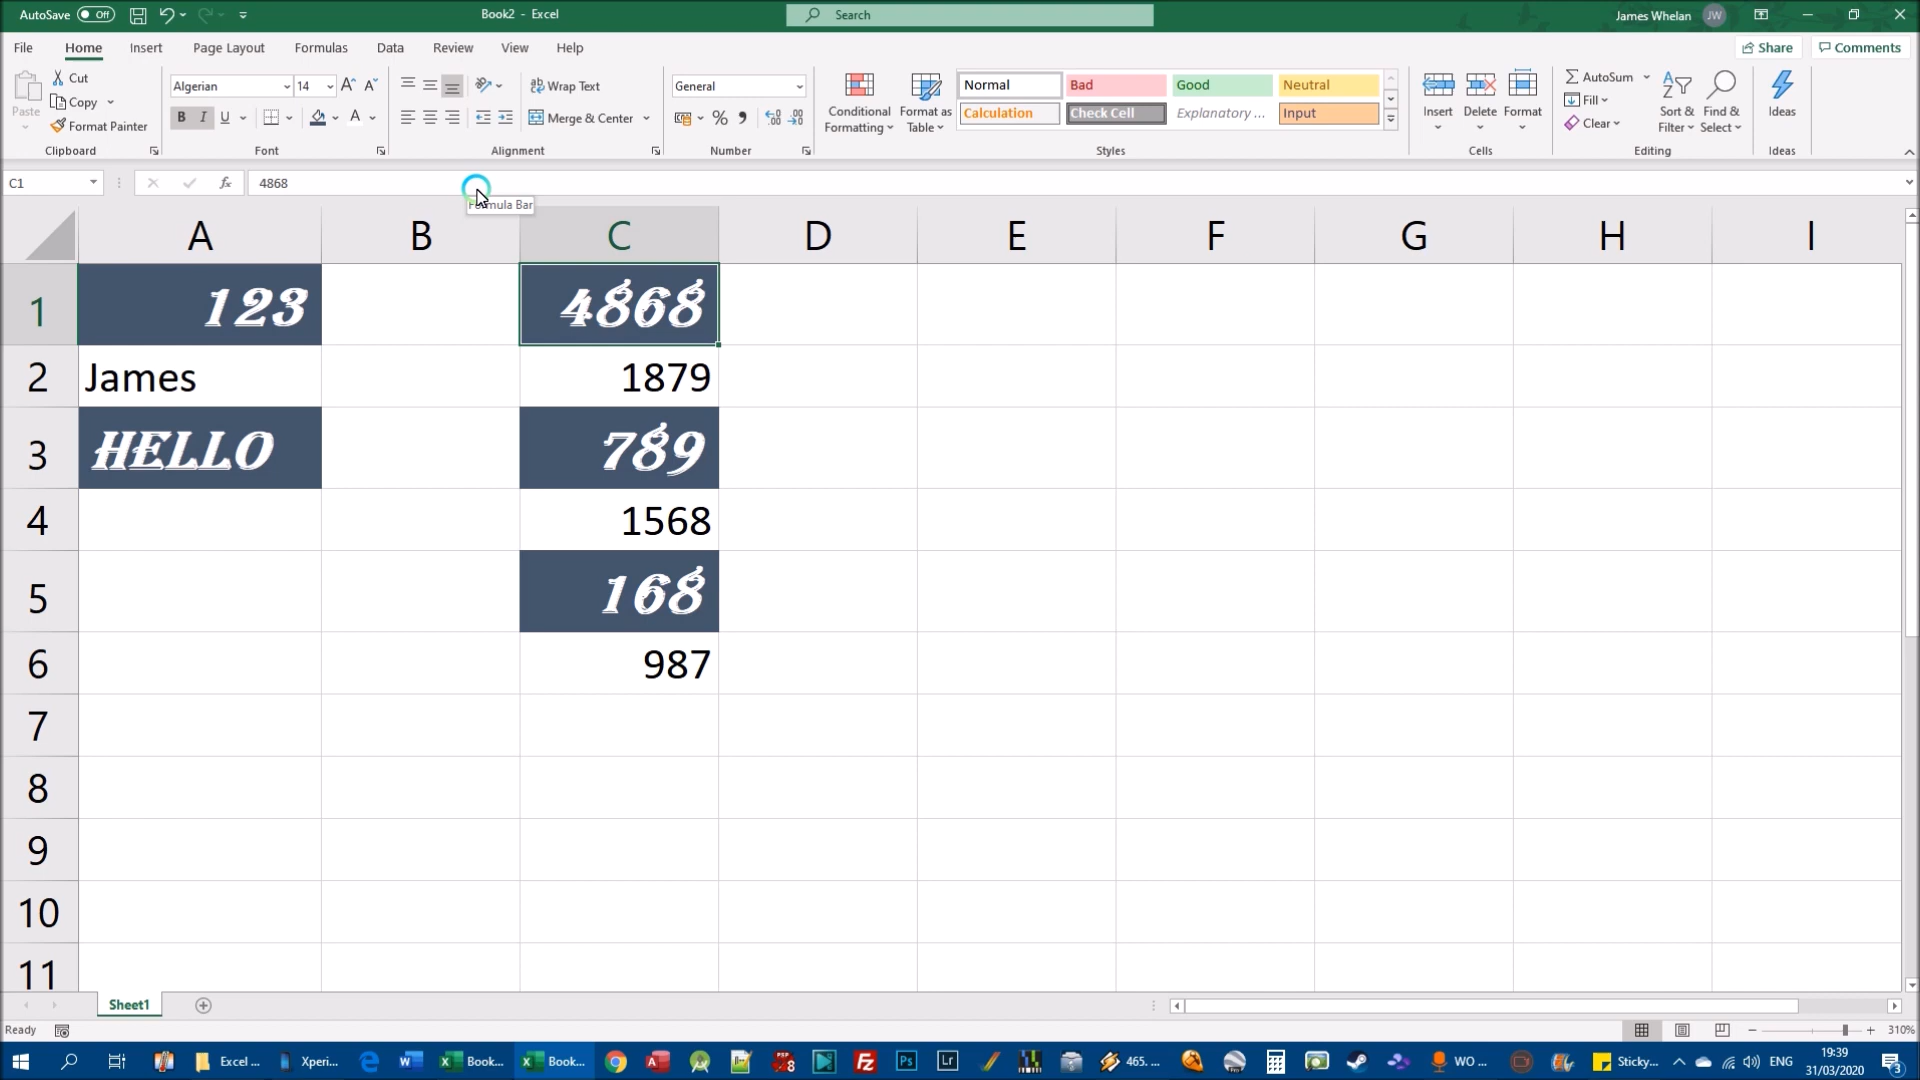 AutoSave Off Book2 - Excel Search James Whelan JW
File Home Insert Page Layout Formulas Data Review View Help Share Comments
Paste Cut Copy Format Painter Clipboard
Algerian 14 B I U A Font
Wrap Text Merge & Center Alignment
General % Number
Conditional Formatting Format as Table
Normal Bad Good Neutral
Calculation Check Cell Explanatory ... Input
Styles
Insert Delete Format Cells
AutoSum Fill Clear Sort & Filter Find & Select Editing
Ideas Ideas
C1 fx 4868
Formula Bar
A B C D E F G H I
1 123 4868
2 James 1879
3 HELLO 789
4 1568
5 168
6 987
7
8
9
10
11
Sheet1
Ready 310%
Excel ... Xperi... Book... Book... 465. ... WO ... Sticky... ENG 19:39
31/03/2020 3